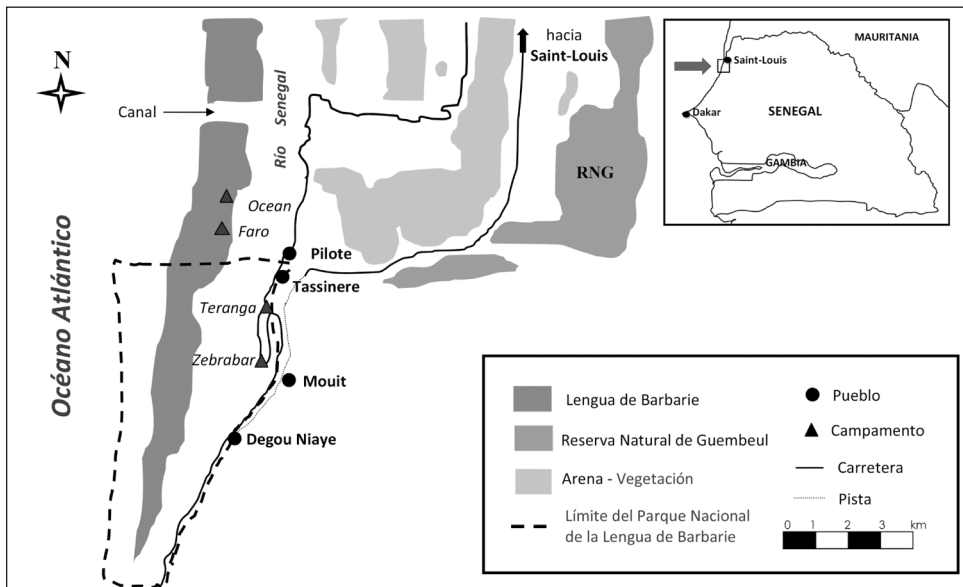 hacia
Saint-Louis
N
Canal
Río Senegal
Océano Atlántico
RNG
Ocean
Faro
Pilote
Tassinere
Teranga
Zebrabar
Mouit
Degou Niaye
MAURITANIA
Saint-Louis
SENEGAL
Dakar
GAMBIA
Lengua de Barbarie
Reserva Natural de Guembeul
Arena - Vegetación
Límite del Parque Nacional
de la Lengua de Barbarie
Pueblo
Campamento
Carretera
Pista
0 1 2 3 km